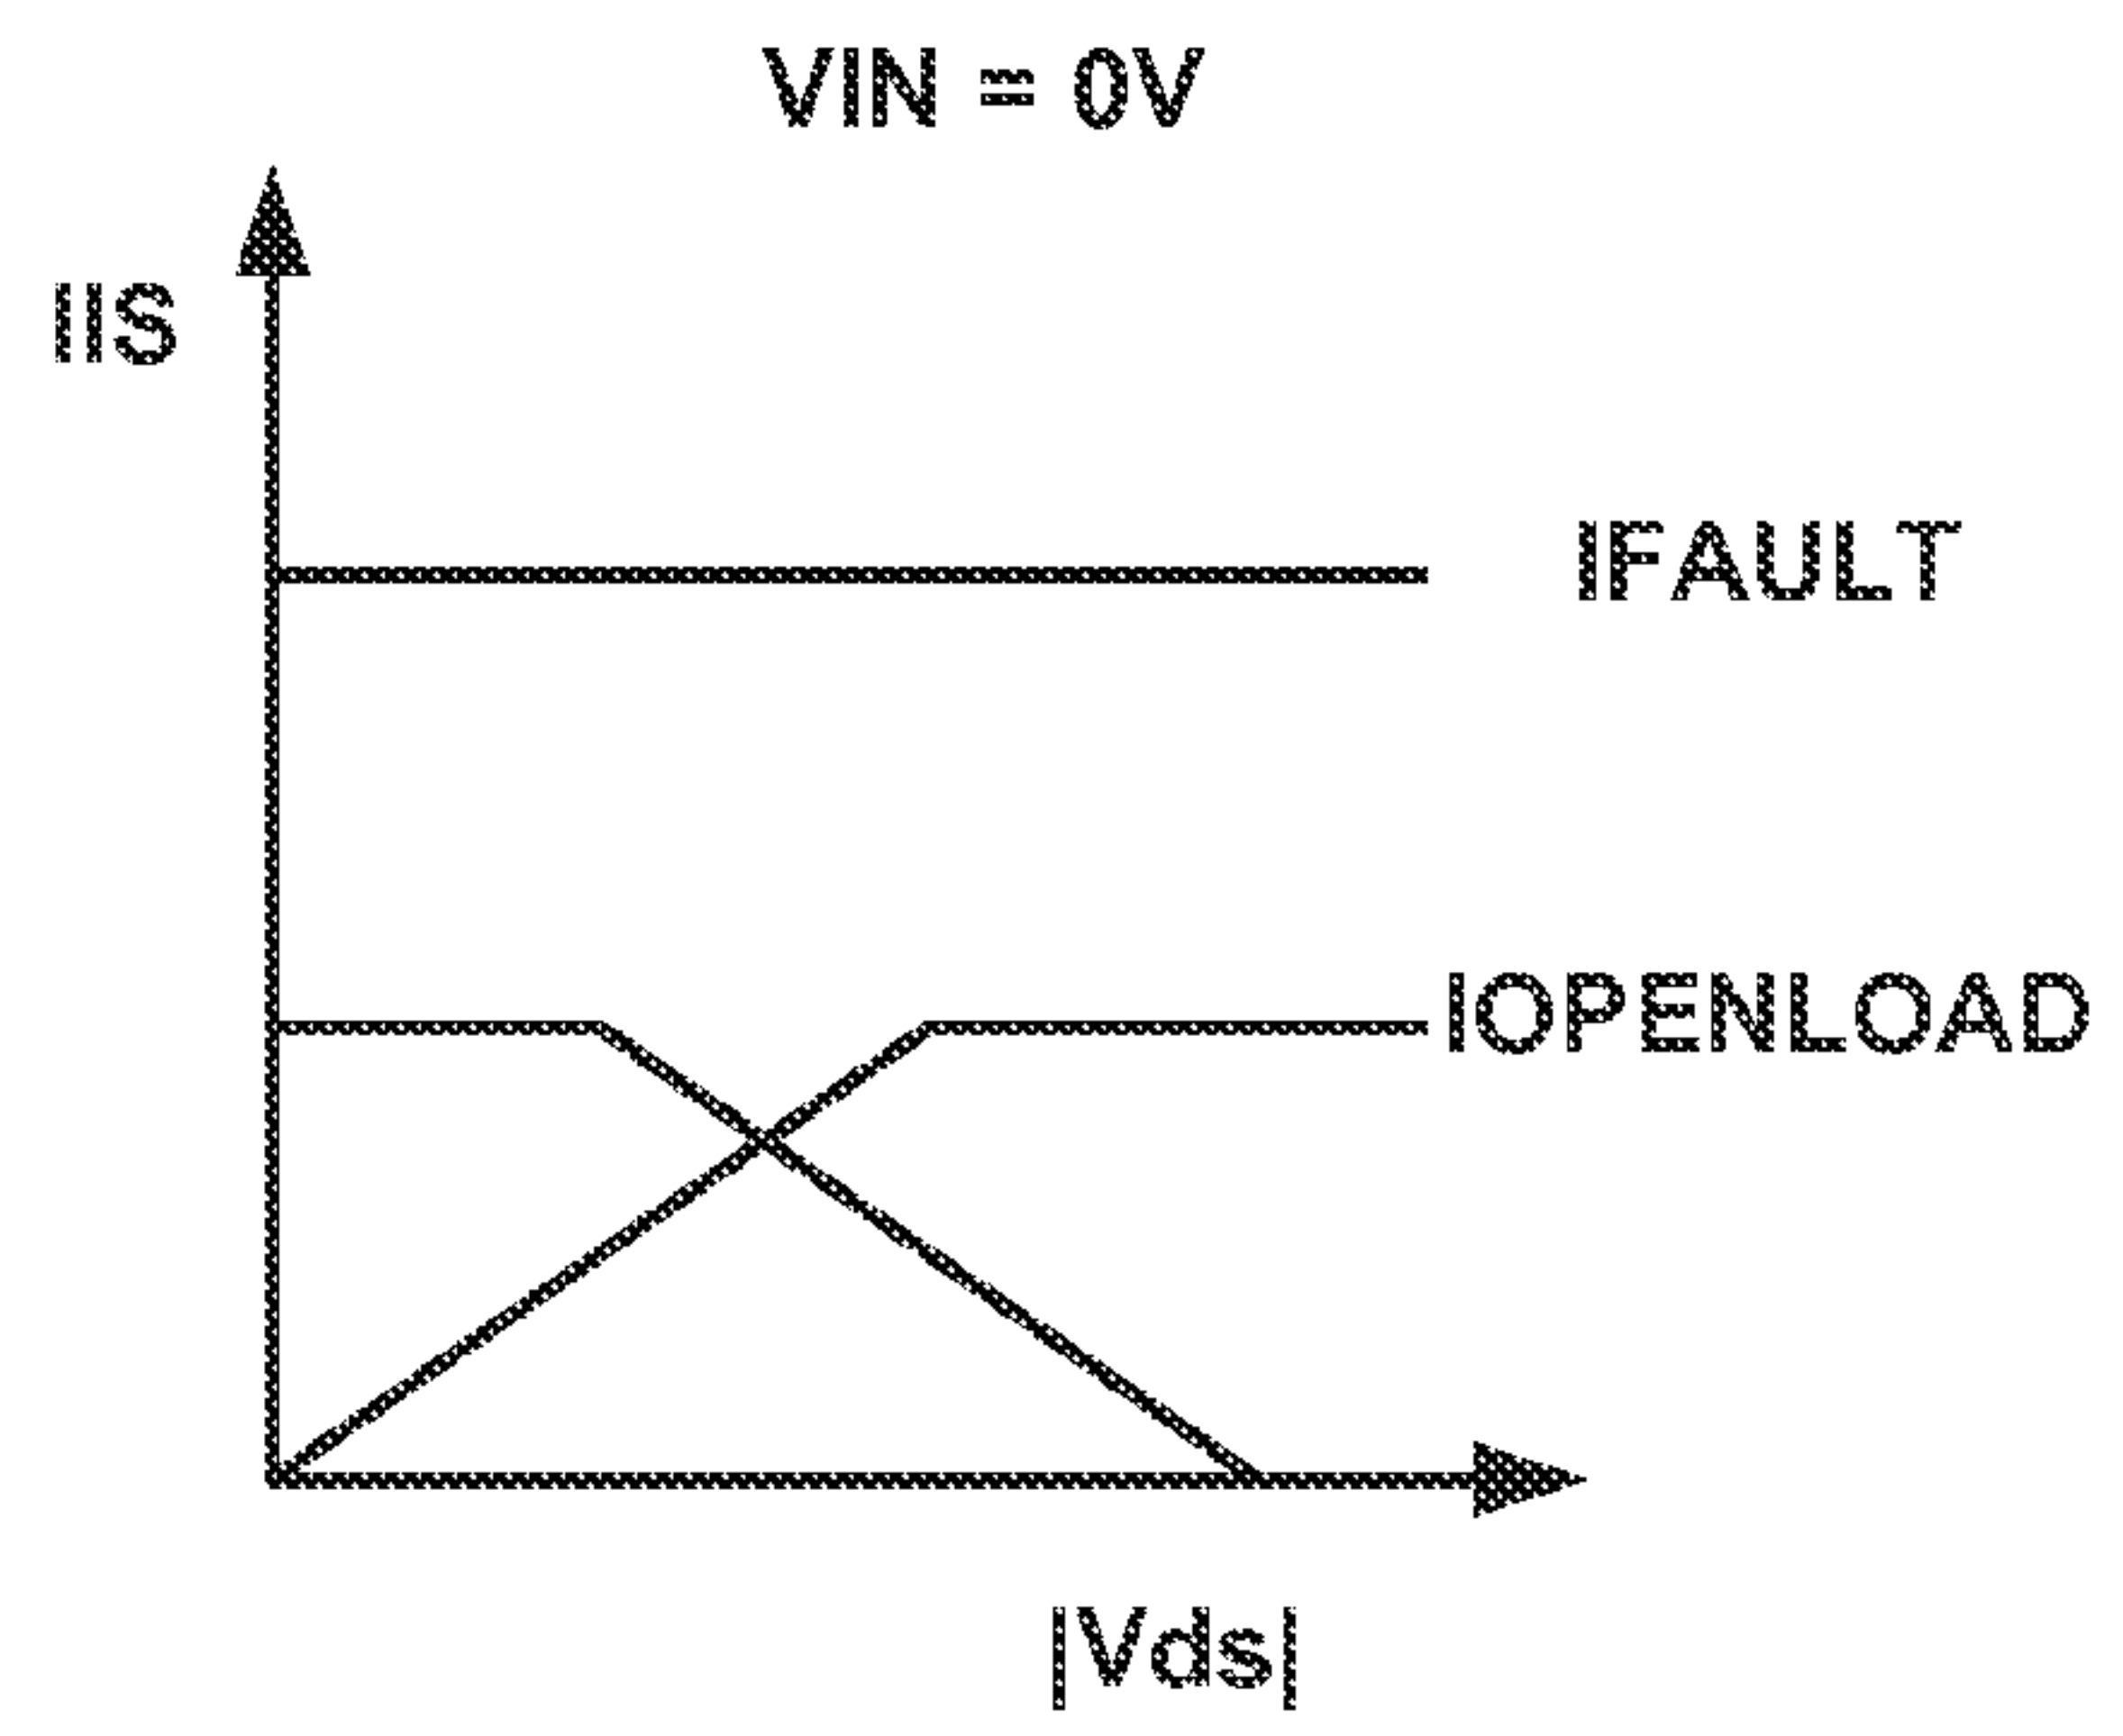 VIN = 0V
IIS
IFAULT
IOPENLOAD
|Vds|